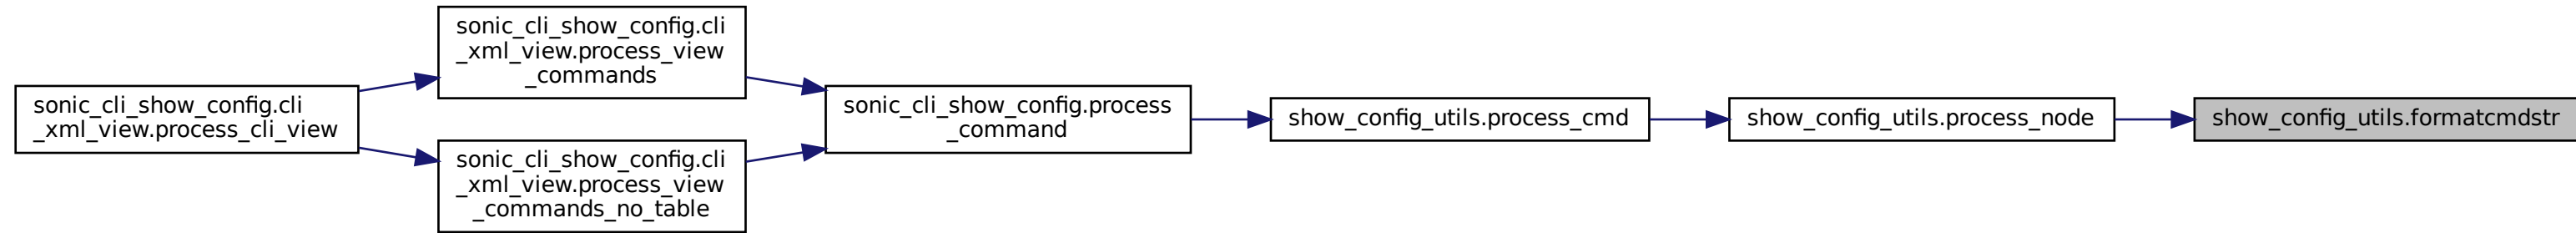 sonic_cli_show_config.cli
_xml_view.process_cli_view
sonic_cli_show_config.cli
_xml_view.process_view
_commands
sonic_cli_show_config.cli
_xml_view.process_view
_commands_no_table
sonic_cli_show_config.process
_command
show_config_utils.process_cmd
show_config_utils.process_node
show_config_utils.formatcmdstr